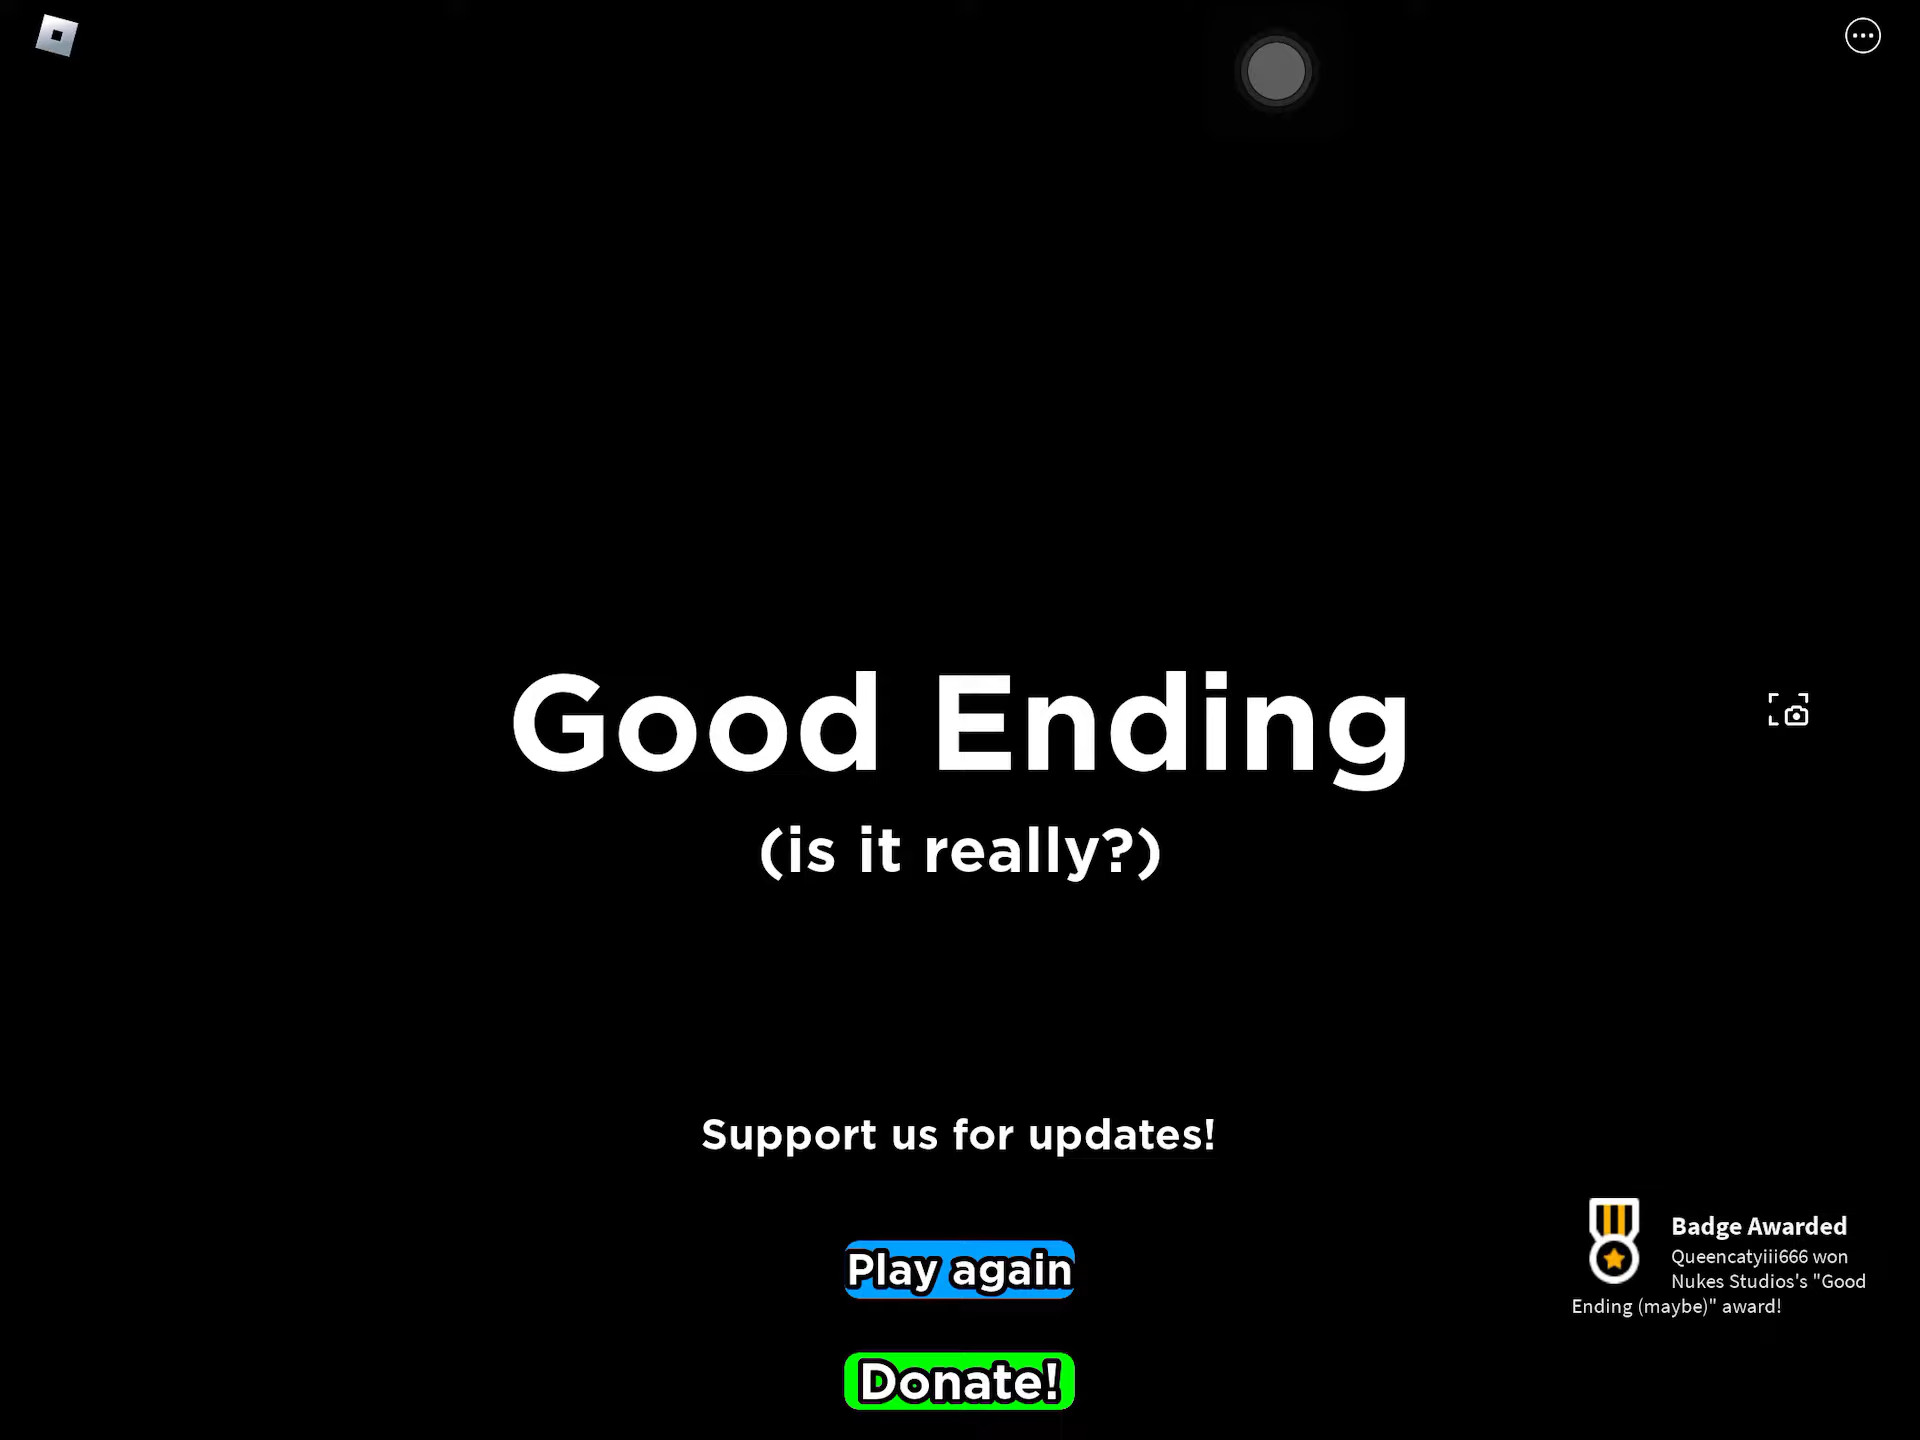 Good Ending
(is it really?)
Support us for updates!
Play again
Donate!
Badge Awarded
Queencatyiii666 won
Nukes Studios's "Good
Ending (maybe)" award!